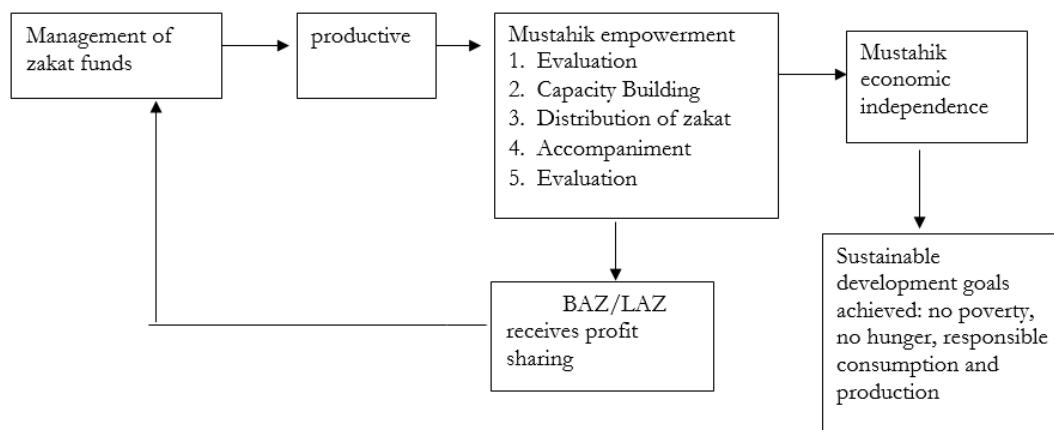 Management of
zakat funds
productive
Mustahik empowerment
1. Evaluation
2. Capacity Building
3. Distribution of zakat
4. Accompaniment
5. Evaluation
Mustahik
economic
independence
BAZ/LAZ
receives profit
sharing
Sustainable
development goals
achieved: no poverty,
no hunger, responsible
consumption and
production